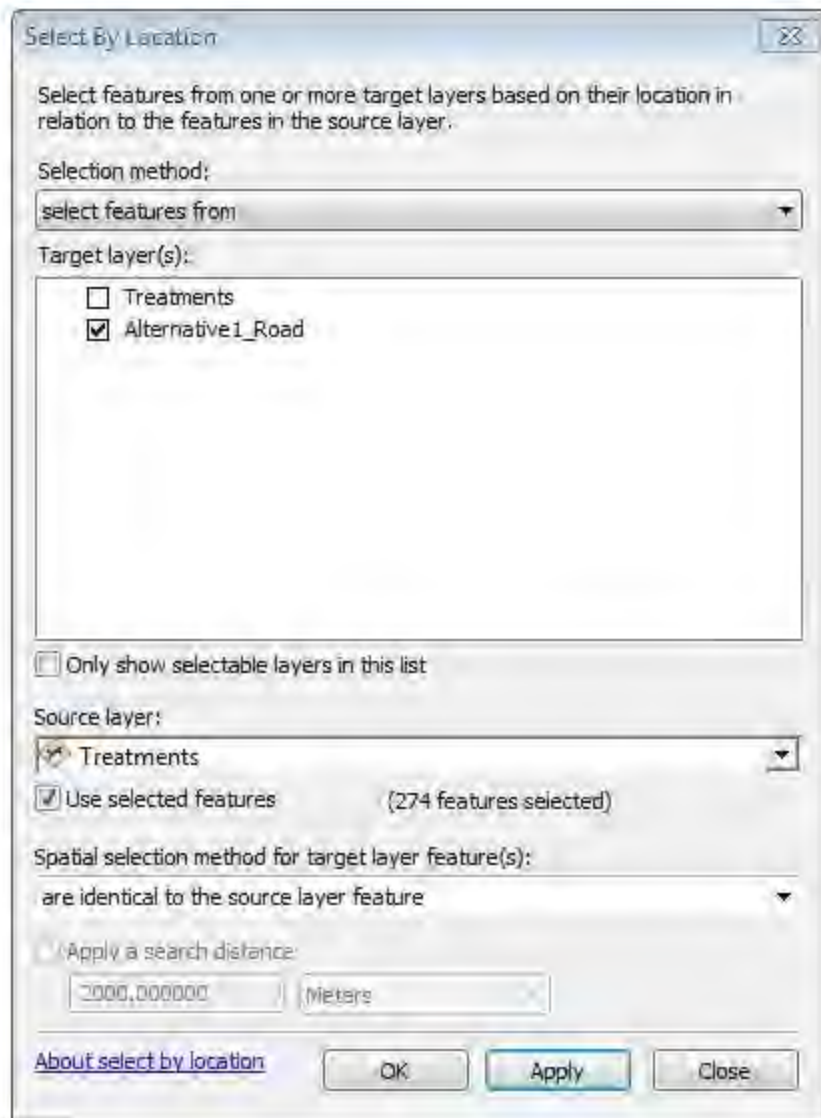 Select By Location
Select features from one or more target layers based on their location in
relation to the features in the source layer.
Selection method:
select features from
Target layer(s):
Treatments
Alternative1_Road
Only show selectable layers in this list
Source layer:
Treatments
Use selected features (274 features selected)
Spatial selection method for target layer feature(s):
are identical to the source layer feature
Apply a search distance
2000.000000 Meters
About select by location OK Apply Close